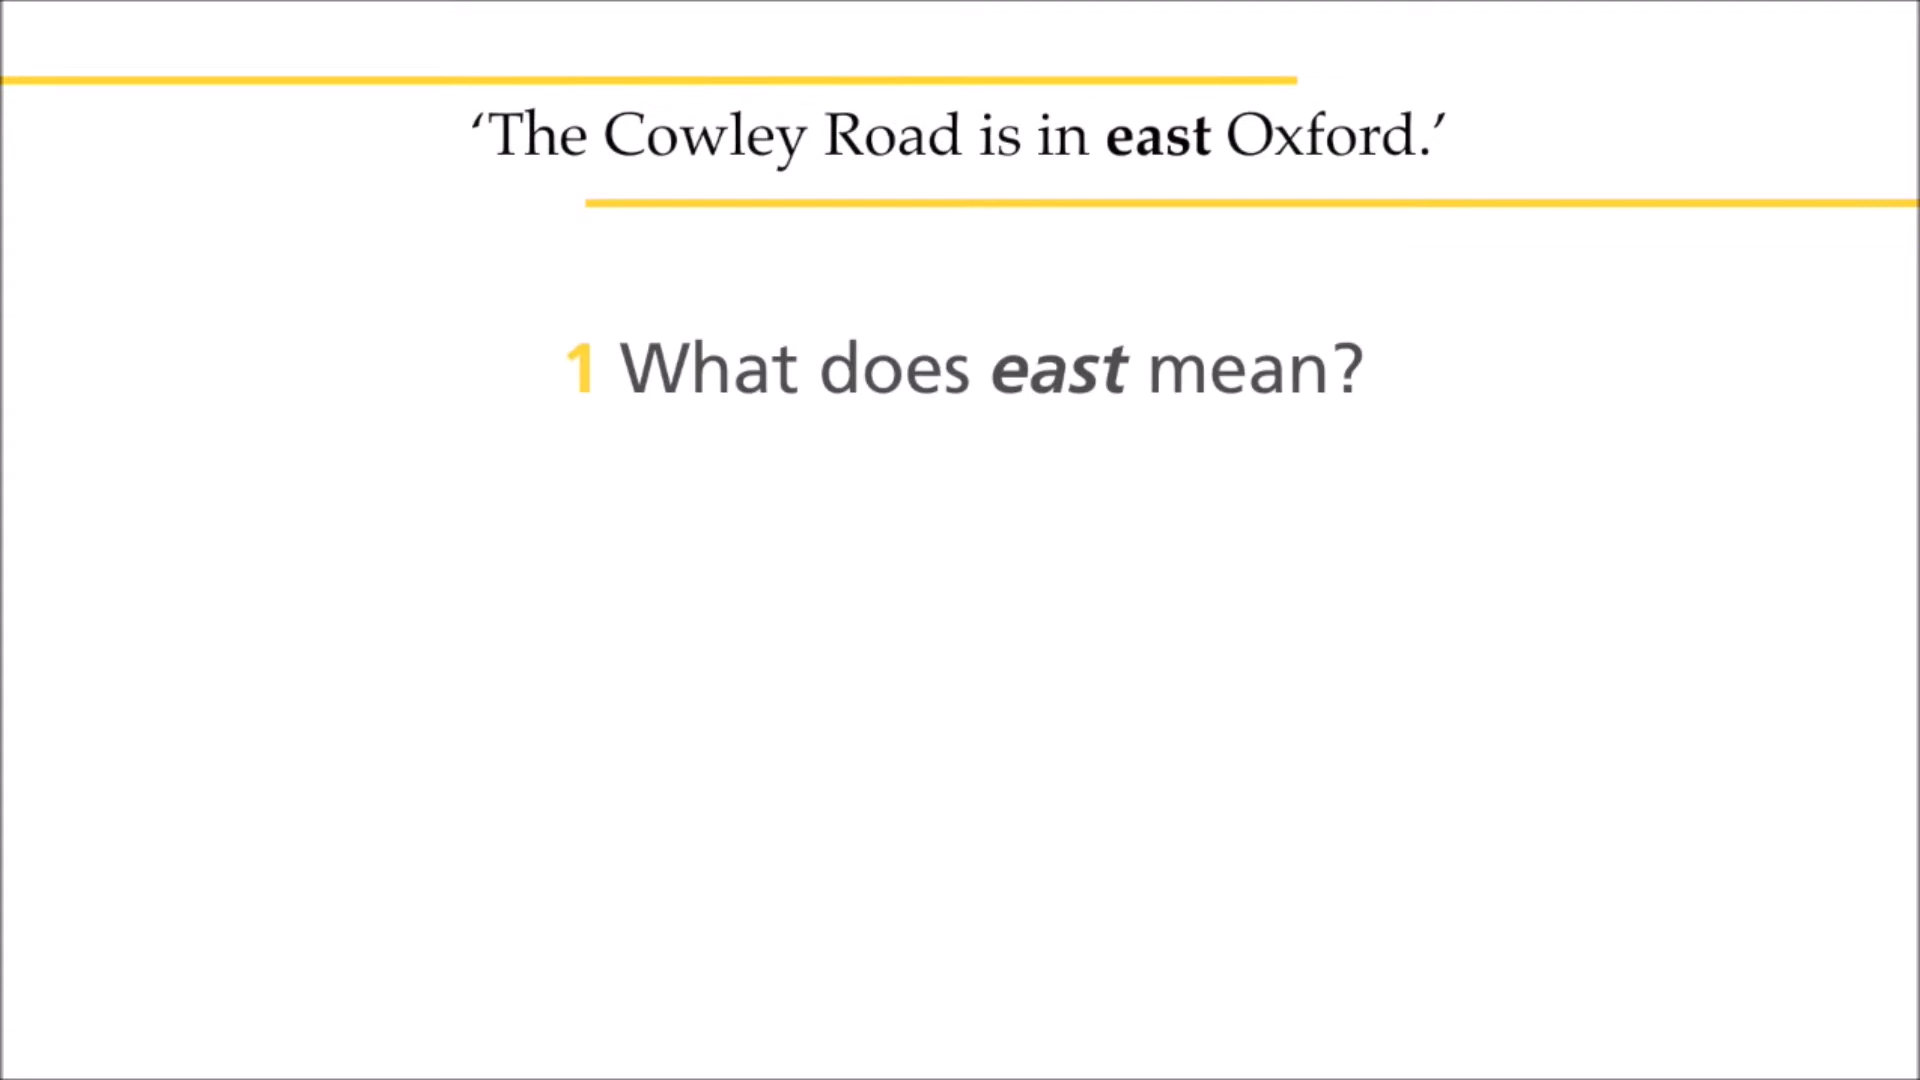 ‘The Cowley Road is in east Oxford.’
1 What does east mean?